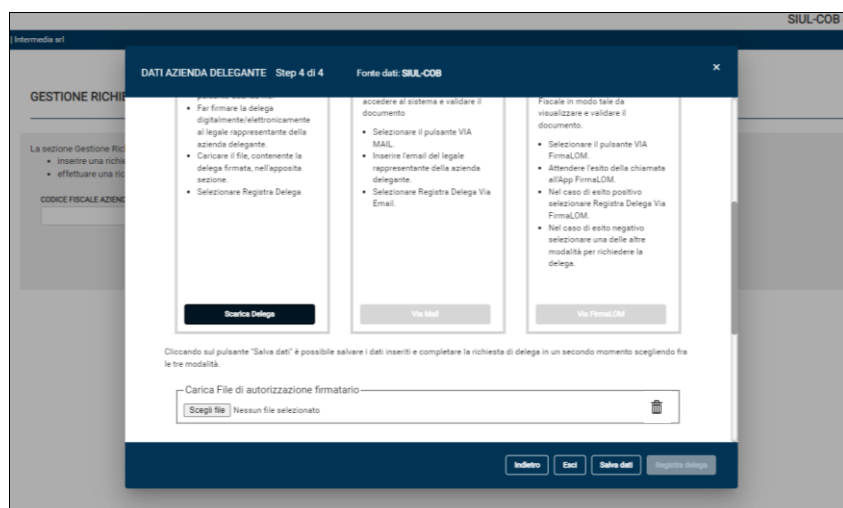 SIUL-COB
| Intermedia srl
DATI AZIENDA DELEGANTE Step 4 di 4 Fonte dati: SIUL-COB ×
GESTIONE RICHIE
La sezione Gestione Ric
• inserire una richie
• effettuare una ric
CODICE FISCALE AZIEND
• Far firmare la delega
digitalmente/elettronicamente
al legale rappresentante della
azienda delegante.
• Caricare il file, contenente la
delega firmata, nell'apposita
sezione.
• Selezionare Registra Delega
Scarica Delega
accedere al sistema e validare il
documento
• Selezionare il pulsante VIA
MAIL.
• Inserire l'email del legale
rappresentante della azienda
delegante.
• Selezionare Registra Delega Via
Email.
Via Mail
Fiscale in modo tale da
visualizzare e validare il
documento.
• Selezionare il pulsante VIA
FirmaLOM.
• Attendere l'esito della chiamata
all'App FirmaLOM.
• Nel caso di esito positivo
selezionare Registra Delega Via
FirmaLOM.
• Nel caso di esito negativo
selezionare una delle altre
modalità per richiedere la
delega.
Via FirmaLOM
Cliccando sul pulsante "Salva dati" è possibile salvare i dati inseriti e completare la richiesta di delega in un secondo momento scegliendo fra
le tre modalità.
Carica File di autorizzazione firmatario
Scegli file Nessun file selezionato
Indietro Esci Salva dati Registra delega